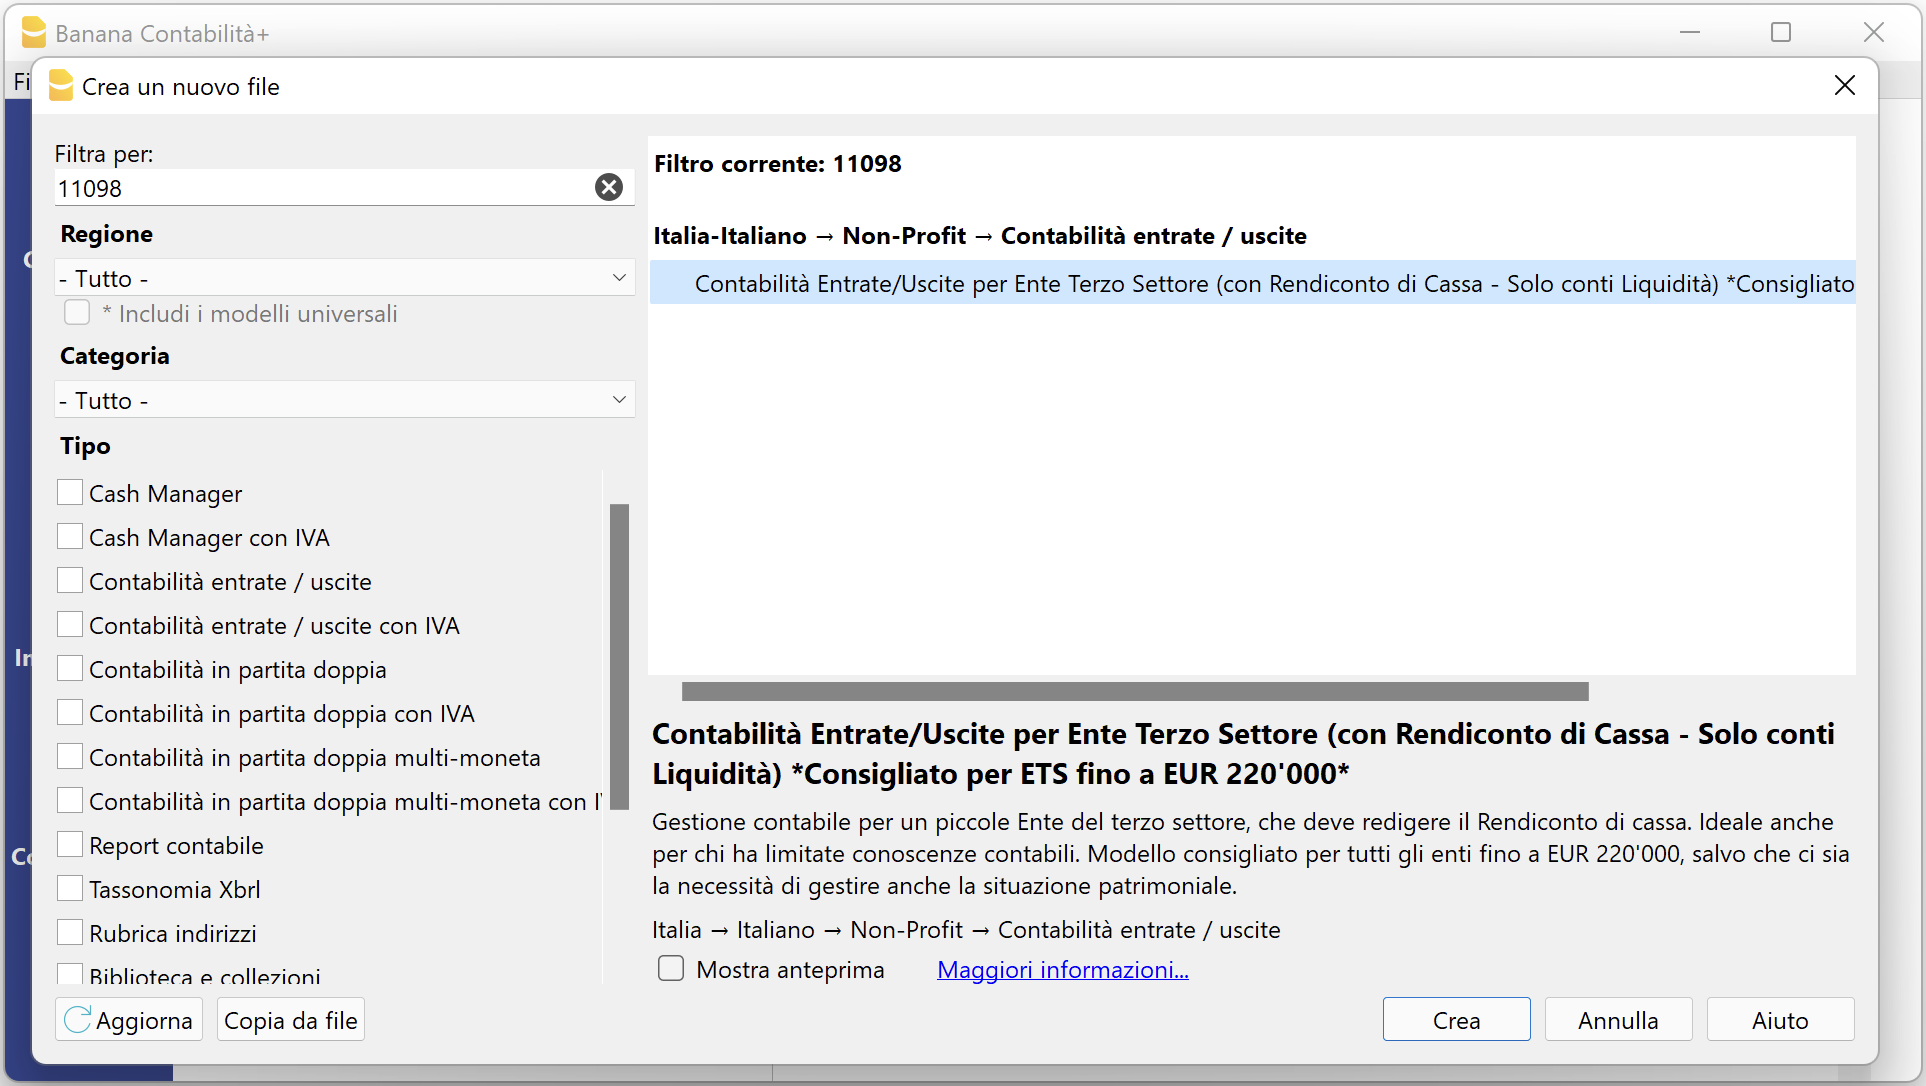 Banana Contabilità+
Fi
Crea un nuovo file
Filtra per:
11098
Regione
- Tutto -
* Includi i modelli universali
Categoria
- Tutto -
Tipo
Cash Manager
Cash Manager con IVA
Contabilità entrate / uscite
Contabilità entrate / uscite con IVA
Contabilità in partita doppia
Contabilità in partita doppia con IVA
Contabilità in partita doppia multi-moneta
Contabilità in partita doppia multi-moneta con I
Report contabile
Tassonomia Xbrl
Rubrica indirizzi
Biblioteca e collezioni
Aggiorna
Copia da file
Filtro corrente: 11098
Italia-Italiano → Non-Profit → Contabilità entrate / uscite
Contabilità Entrate/Uscite per Ente Terzo Settore (con Rendiconto di Cassa - Solo conti Liquidità) *Consigliato
Contabilità Entrate/Uscite per Ente Terzo Settore (con Rendiconto di Cassa - Solo conti
Liquidità) *Consigliato per ETS fino a EUR 220'000*
Gestione contabile per un piccole Ente del terzo settore, che deve redigere il Rendiconto di cassa. Ideale anche
per chi ha limitate conoscenze contabili. Modello consigliato per tutti gli enti fino a EUR 220'000, salvo che ci sia
la necessità di gestire anche la situazione patrimoniale.
Italia → Italiano → Non-Profit → Contabilità entrate / uscite
Mostra anteprima
Maggiori informazioni...
Crea
Annulla
Aiuto